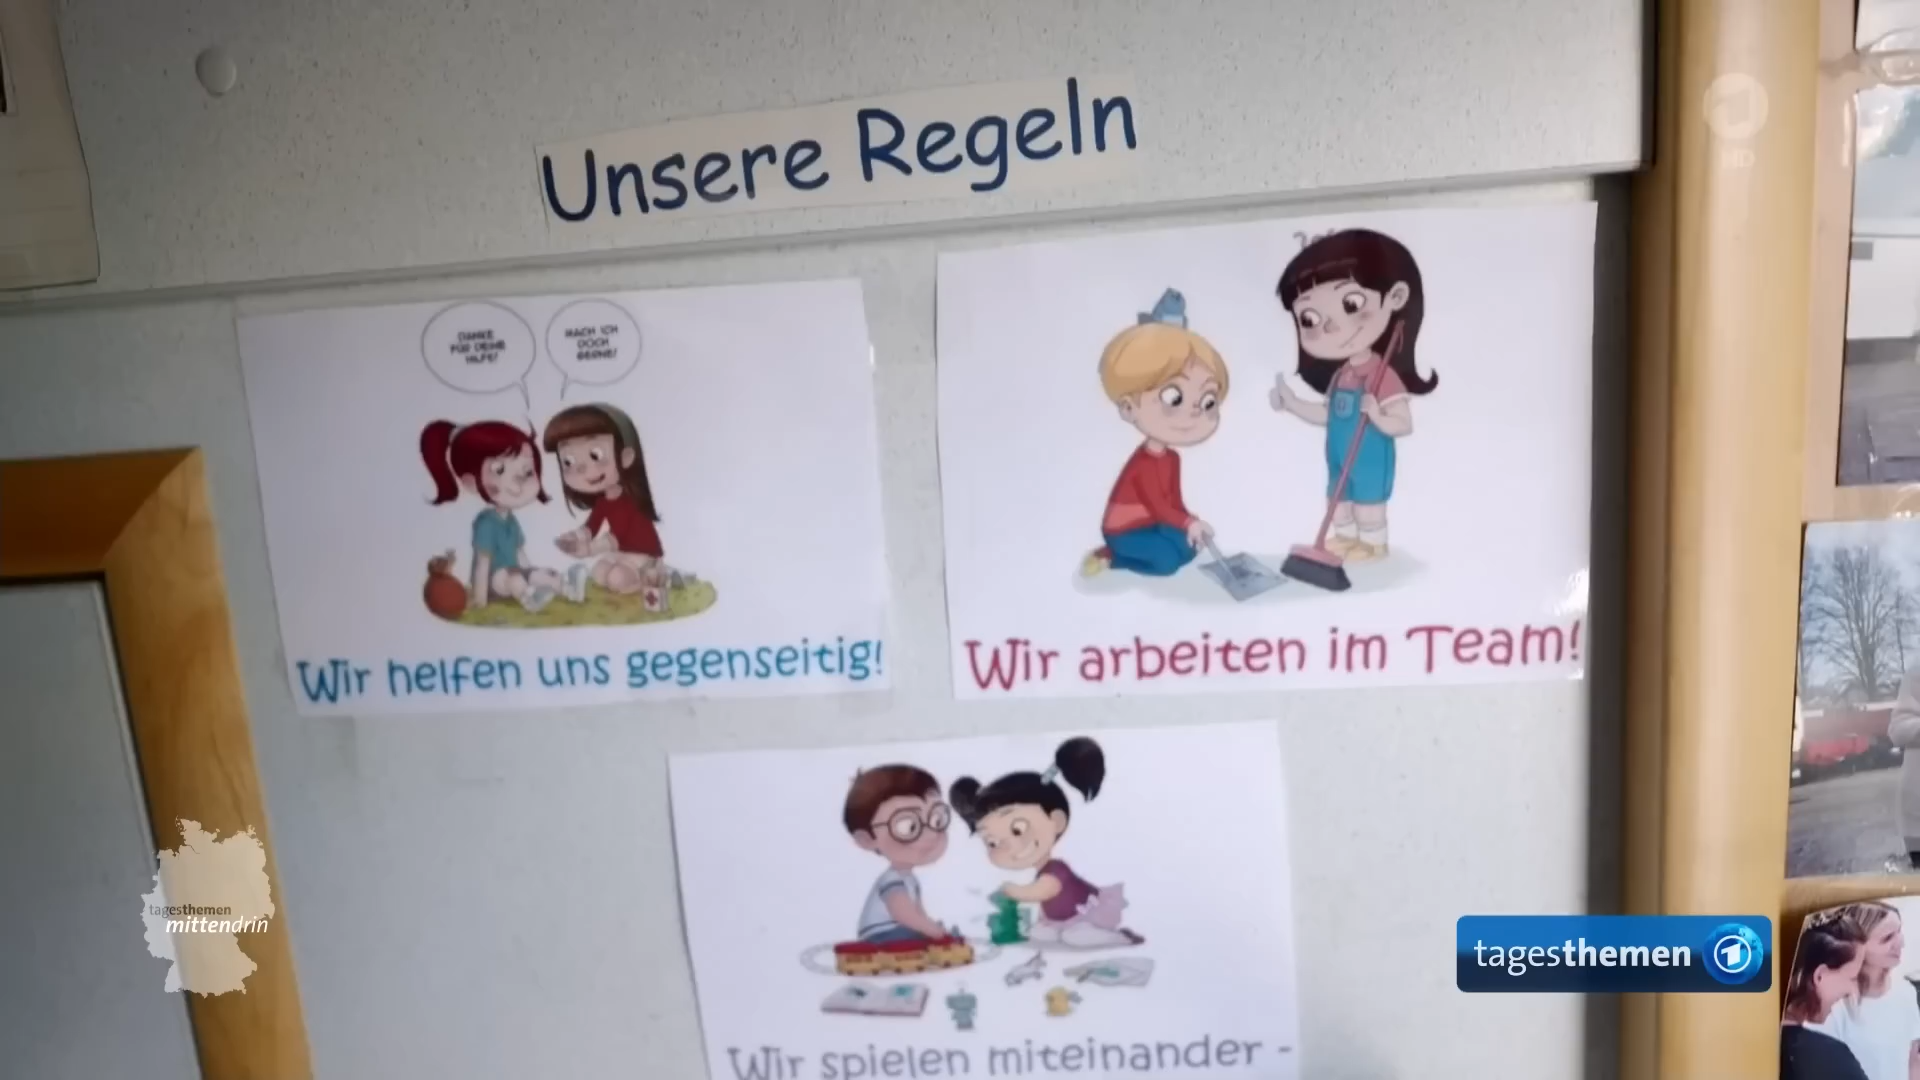 Unsere Regeln
DANKE
FÜR DEINE
HILFE!
MACH ICH
DOCH
GERNE!
Wir helfen uns gegenseitig!
Wir arbeiten im Team!
Wir spielen miteinander -
tagesthemen
mittendrin
tagesthemen
HD